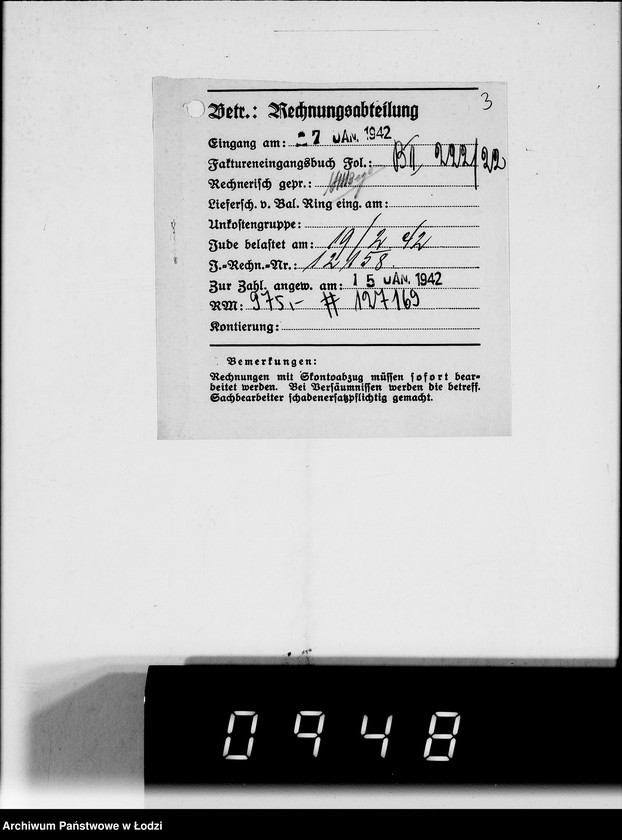 3
Betr.: Rechnungsabteilung
Eingang am: -7 JAN. 1942
Faktureneingangsbuch Fol.: B1 222/22
Rechnerisch gepr.:
Liefersch. v. Bal. Ring eing. am:
Unkostengruppe:
Jude belastet am: 19/2 42
J.-Rechn.-Nr.: 12158.
Zur Zahl. angew. am: 15 JAN. 1942
RM: 975,- # 127169
Kontierung:
Bemerkungen:
Rechnungen mit Skontoabzug müssen sofort bear-
beitet werden. Bei Versäumnissen werden die betreff.
Sachbearbeiter schadenersatzpflichtig gemacht.
0948
Archiwum Państwowe w Łodzi